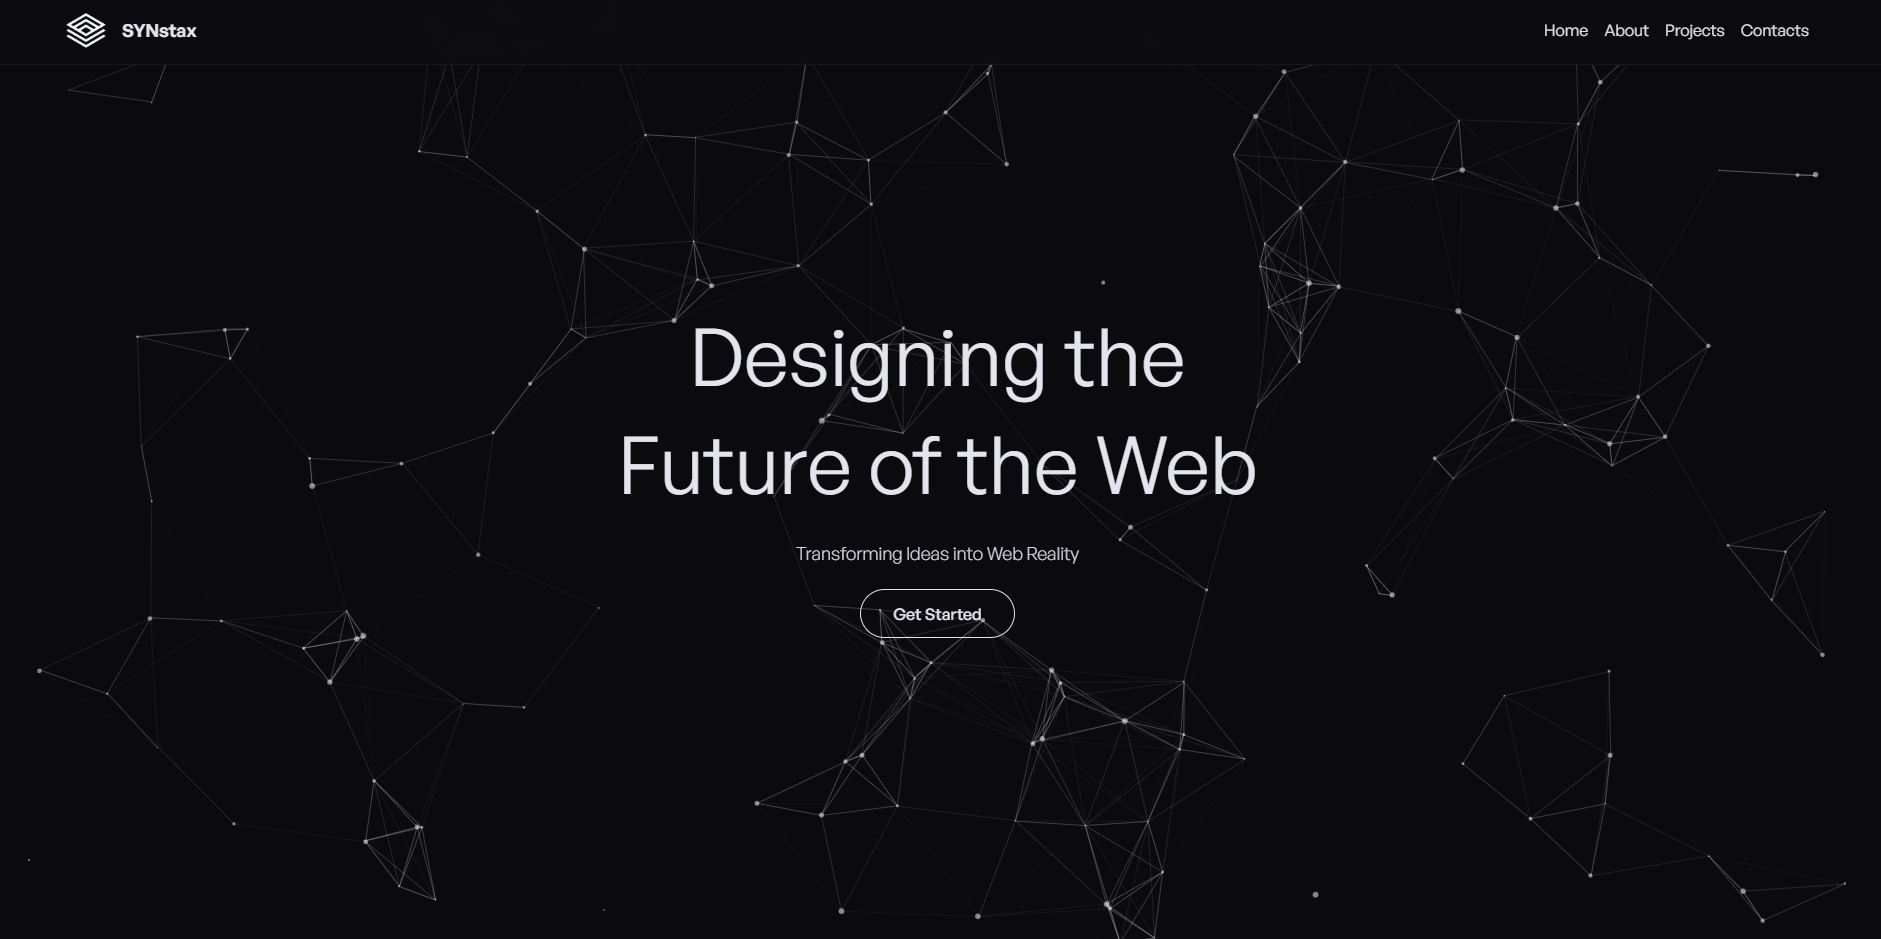 SYNstax
Home About Projects Contacts
Designing the
Future of the Web
Transforming Ideas into Web Reality
Get Started